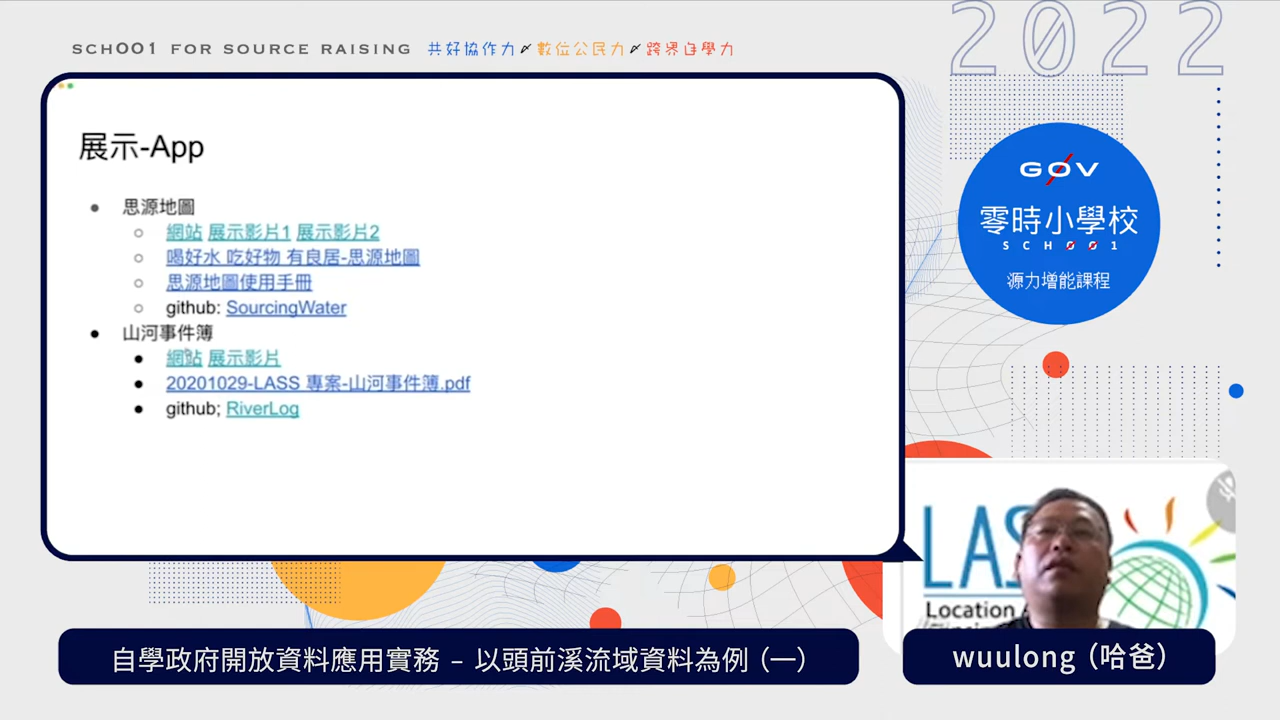 SCHOO1 FOR SOURCE RAISING 共好協作力 數位公民力 跨界自學力
2022
展示-App
● 思源地圖
○ 網站 展示影片1 展示影片2
○ 喝好水 吃好物 有良居-思源地圖
○ 思源地圖使用手冊
○ github: SourcingWater
● 山河事件簿
● 網站 展示影片
● 20201029-LASS 專案-山河事件簿.pdf
● github; RiverLog
G0V
零時小學校
SCH001
源力增能課程
LASS
Location
自學政府開放資料應用實務 – 以頭前溪流域資料為例 (一)
wuulong (哈爸)